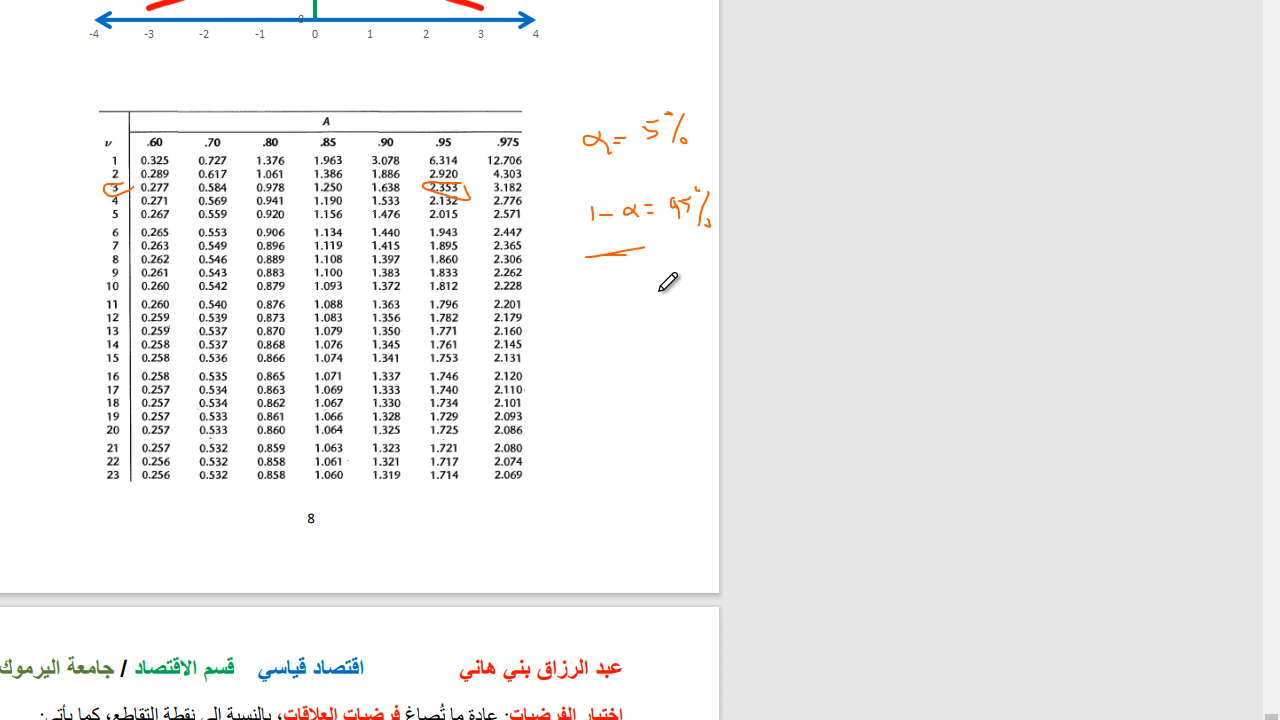 0
-4 -3 -2 -1 0 1 2 3 4
A
ν .60 .70 .80 .85 .90 .95 .975
1 0.325 0.727 1.376 1.963 3.078 6.314 12.706
2 0.289 0.617 1.061 1.386 1.886 2.920 4.303
3 0.277 0.584 0.978 1.250 1.638 2.353 3.182
4 0.271 0.569 0.941 1.190 1.533 2.132 2.776
5 0.267 0.559 0.920 1.156 1.476 2.015 2.571
6 0.265 0.553 0.906 1.134 1.440 1.943 2.447
7 0.263 0.549 0.896 1.119 1.415 1.895 2.365
8 0.262 0.546 0.889 1.108 1.397 1.860 2.306
9 0.261 0.543 0.883 1.100 1.383 1.833 2.262
10 0.260 0.542 0.879 1.093 1.372 1.812 2.228
11 0.260 0.540 0.876 1.088 1.363 1.796 2.201
12 0.259 0.539 0.873 1.083 1.356 1.782 2.179
13 0.259 0.537 0.870 1.079 1.350 1.771 2.160
14 0.258 0.537 0.868 1.076 1.345 1.761 2.145
15 0.258 0.536 0.866 1.074 1.341 1.753 2.131
16 0.258 0.535 0.865 1.071 1.337 1.746 2.120
17 0.257 0.534 0.863 1.069 1.333 1.740 2.110
18 0.257 0.534 0.862 1.067 1.330 1.734 2.101
19 0.257 0.533 0.861 1.066 1.328 1.729 2.093
20 0.257 0.533 0.860 1.064 1.325 1.725 2.086
21 0.257 0.532 0.859 1.063 1.323 1.721 2.080
22 0.256 0.532 0.858 1.061 1.321 1.717 2.074
23 0.256 0.532 0.858 1.060 1.319 1.714 2.069
α = 5%
1 - α = 95%
8
عبد الرزاق بني هاني اقتصاد قياسي قسم الاقتصاد / جامعة اليرموك
اختبار الفرضيات: عادة ما تُصاغ فرضيات العلاقات، بالنسبة إلى نقطة التقاطع، كما يأتي: